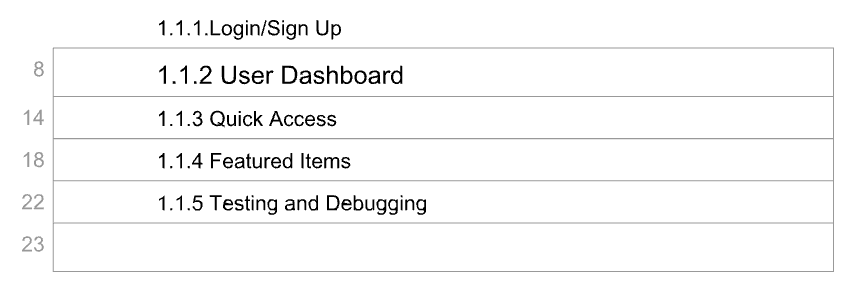 1.1.1.Login/Sign Up
8 1.1.2 User Dashboard
14 1.1.3 Quick Access
18 1.1.4 Featured Items
22 1.1.5 Testing and Debugging
23